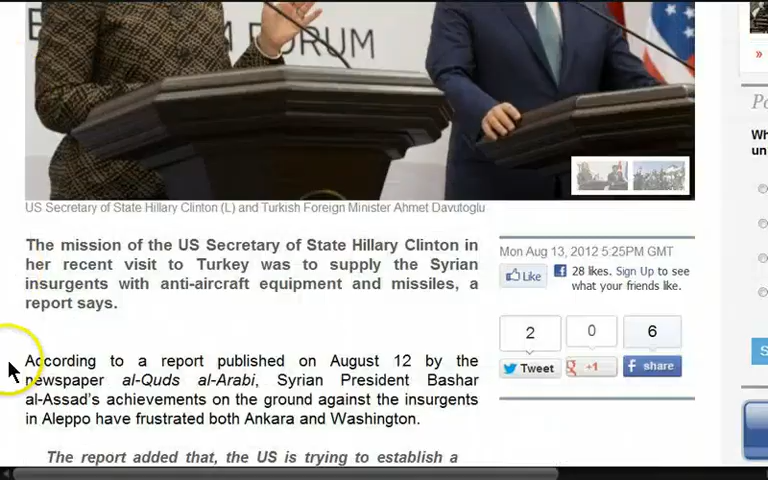 M FORUM
US Secretary of State Hillary Clinton (L) and Turkish Foreign Minister Ahmet Davutoglu
The mission of the US Secretary of State Hillary Clinton in
her recent visit to Turkey was to supply the Syrian
insurgents with anti-aircraft equipment and missiles, a
report says.
According to a report published on August 12 by the
newspaper al-Quds al-Arabi, Syrian President Bashar
al-Assad's achievements on the ground against the insurgents
in Aleppo have frustrated both Ankara and Washington.
The report added that, the US is trying to establish a
Mon Aug 13, 2012 5:25PM GMT
Like
28 likes. Sign Up to see
what your friends like.
2 0 6
Tweet +1 share
»